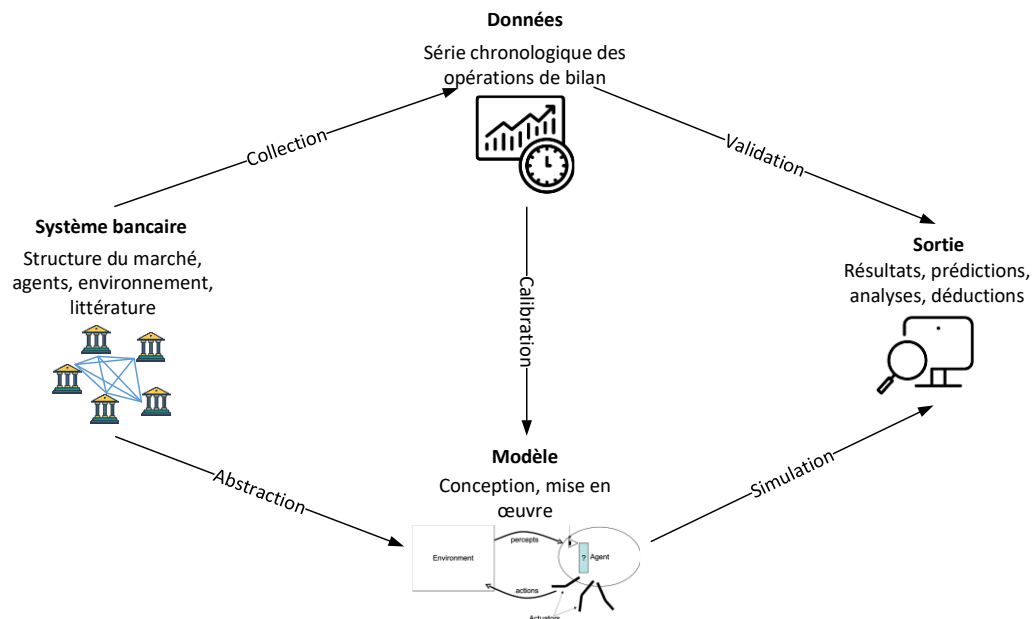 Données
Série chronologique des
opérations de bilan
Collection
Validation
Système bancaire
Structure du marché,
agents, environnement,
littérature
Calibration
Sortie
Résultats, prédictions,
analyses, déductions
Abstraction
Modèle
Conception, mise en
œuvre
Simulation
Environment
percepts
?
Agent
actions
Actuators